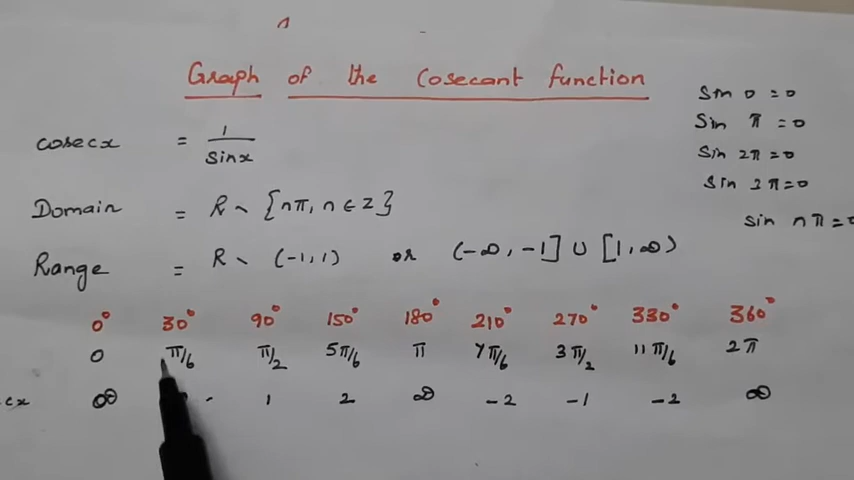 Graph of the Cosecant function
cosecx = 1/sinx
Domain = R ∖ {nπ, n ∈ Z}
Range = R ∖ (-1,1) or (-∞, -1] ∪ [1, ∞)
sin 0 = 0
sin π = 0
sin 2π = 0
sin 3π = 0
sin nπ = 0
0° 30° 90° 150° 180° 210° 270° 330° 360°
0 π/6 π/2 5π/6 π 7π/6 3π/2 11π/6 2π
∞ 1 2 ∞ -2 -1 -2 ∞